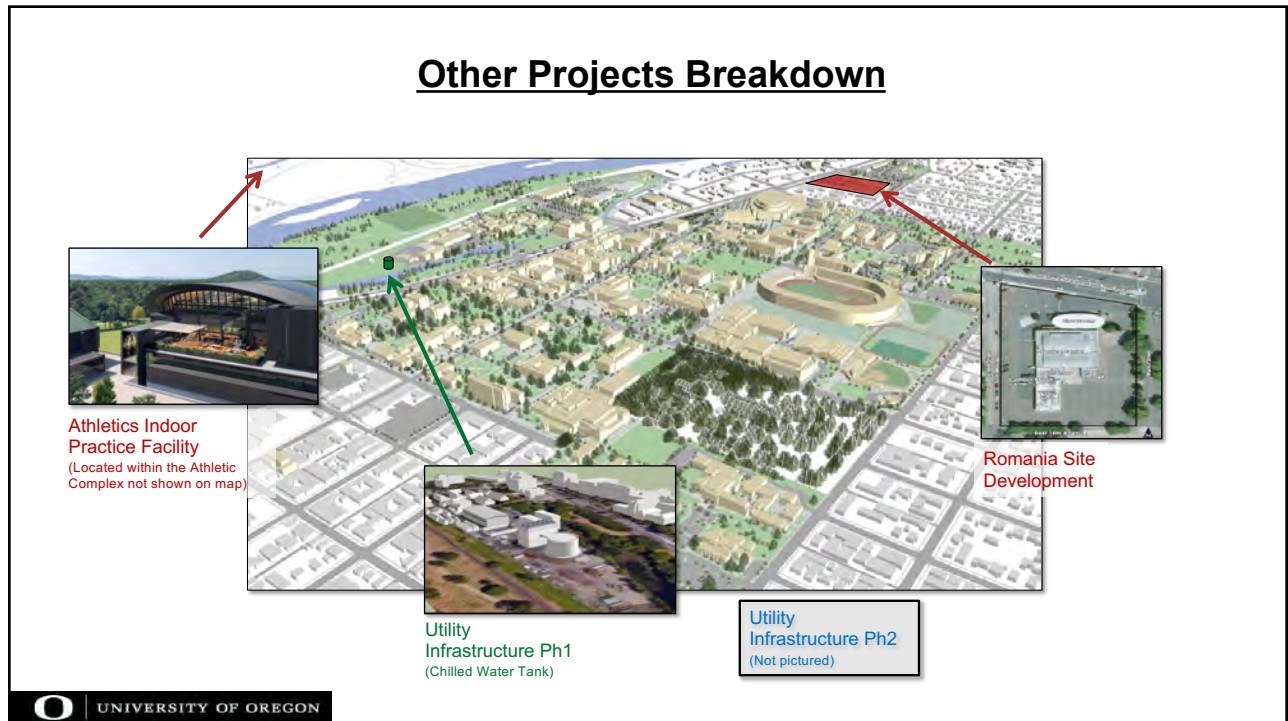 Other Projects Breakdown
Athletics Indoor
Practice Facility
(Located within the Athletic
Complex not shown on map)
Romania Site
Development
Utility
Infrastructure Ph1
(Chilled Water Tank)
Utility
Infrastructure Ph2
(Not pictured)
O UNIVERSITY OF OREGON